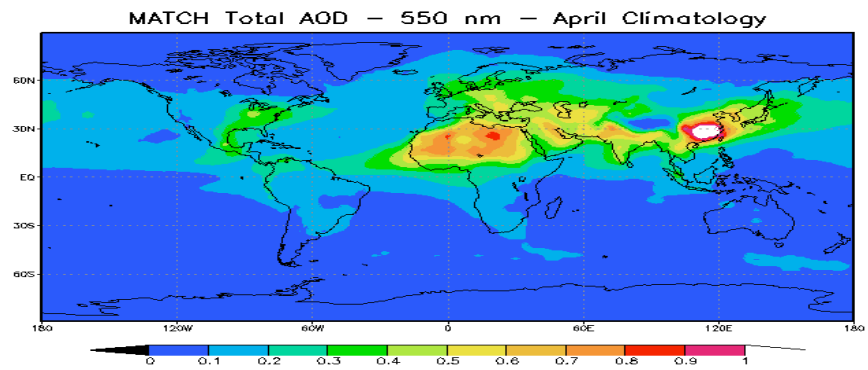 MATCH Total AOD - 550 nm - April Climatology
60N
30N
EQ
30S
60S
180 120W 60W 0 60E 120E 180
0 0.1 0.2 0.3 0.4 0.5 0.6 0.7 0.8 0.9 1